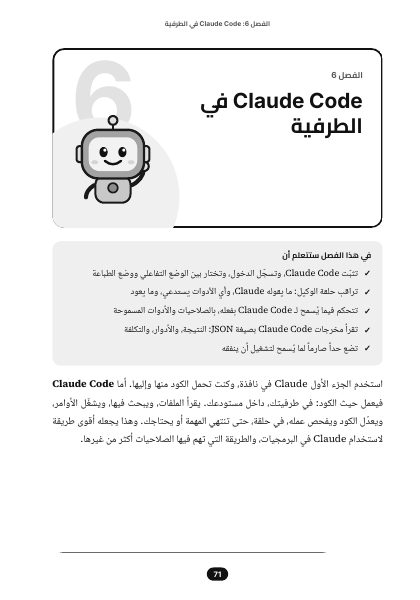 الفصل 6: Claude Code في الطرفية
6
الفصل 6
Claude Code في
الطرفية
في هذا الفصل ستتعلم أن
✓ تثبّت Claude Code، وتسجّل الدخول، وتختار بين الوضع التفاعلي ووضع الطباعة
✓ تراقب حلقة الوكيل: ما يقوله Claude، وأي الأدوات يستدعي، وما يعود
✓ تتحكم فيما يُسمح لـ Claude Code بفعله، بالصلاحيات والأدوات المسموحة
✓ تقرأ مخرجات Claude Code بصيغة JSON: النتيجة، والأدوار، والتكلفة
✓ تضع حداً صارماً لما يُسمح لتشغيل أن ينفقه
استخدم الجزء الأول Claude في نافذة، وكنت تحمل الكود منها وإليها. أما Claude Code
فيعمل حيث الكود: في طرفيتك، داخل مستودعك. يقرأ الملفات، ويبحث فيها، ويشغّل الأوامر،
ويعدّل الكود ويفحص عمله، في حلقة، حتى تنتهي المهمة أو يحتاجك. وهذا يجعله أقوى طريقة
لاستخدام Claude في البرمجيات، والطريقة التي تهم فيها الصلاحيات أكثر من غيرها.
71